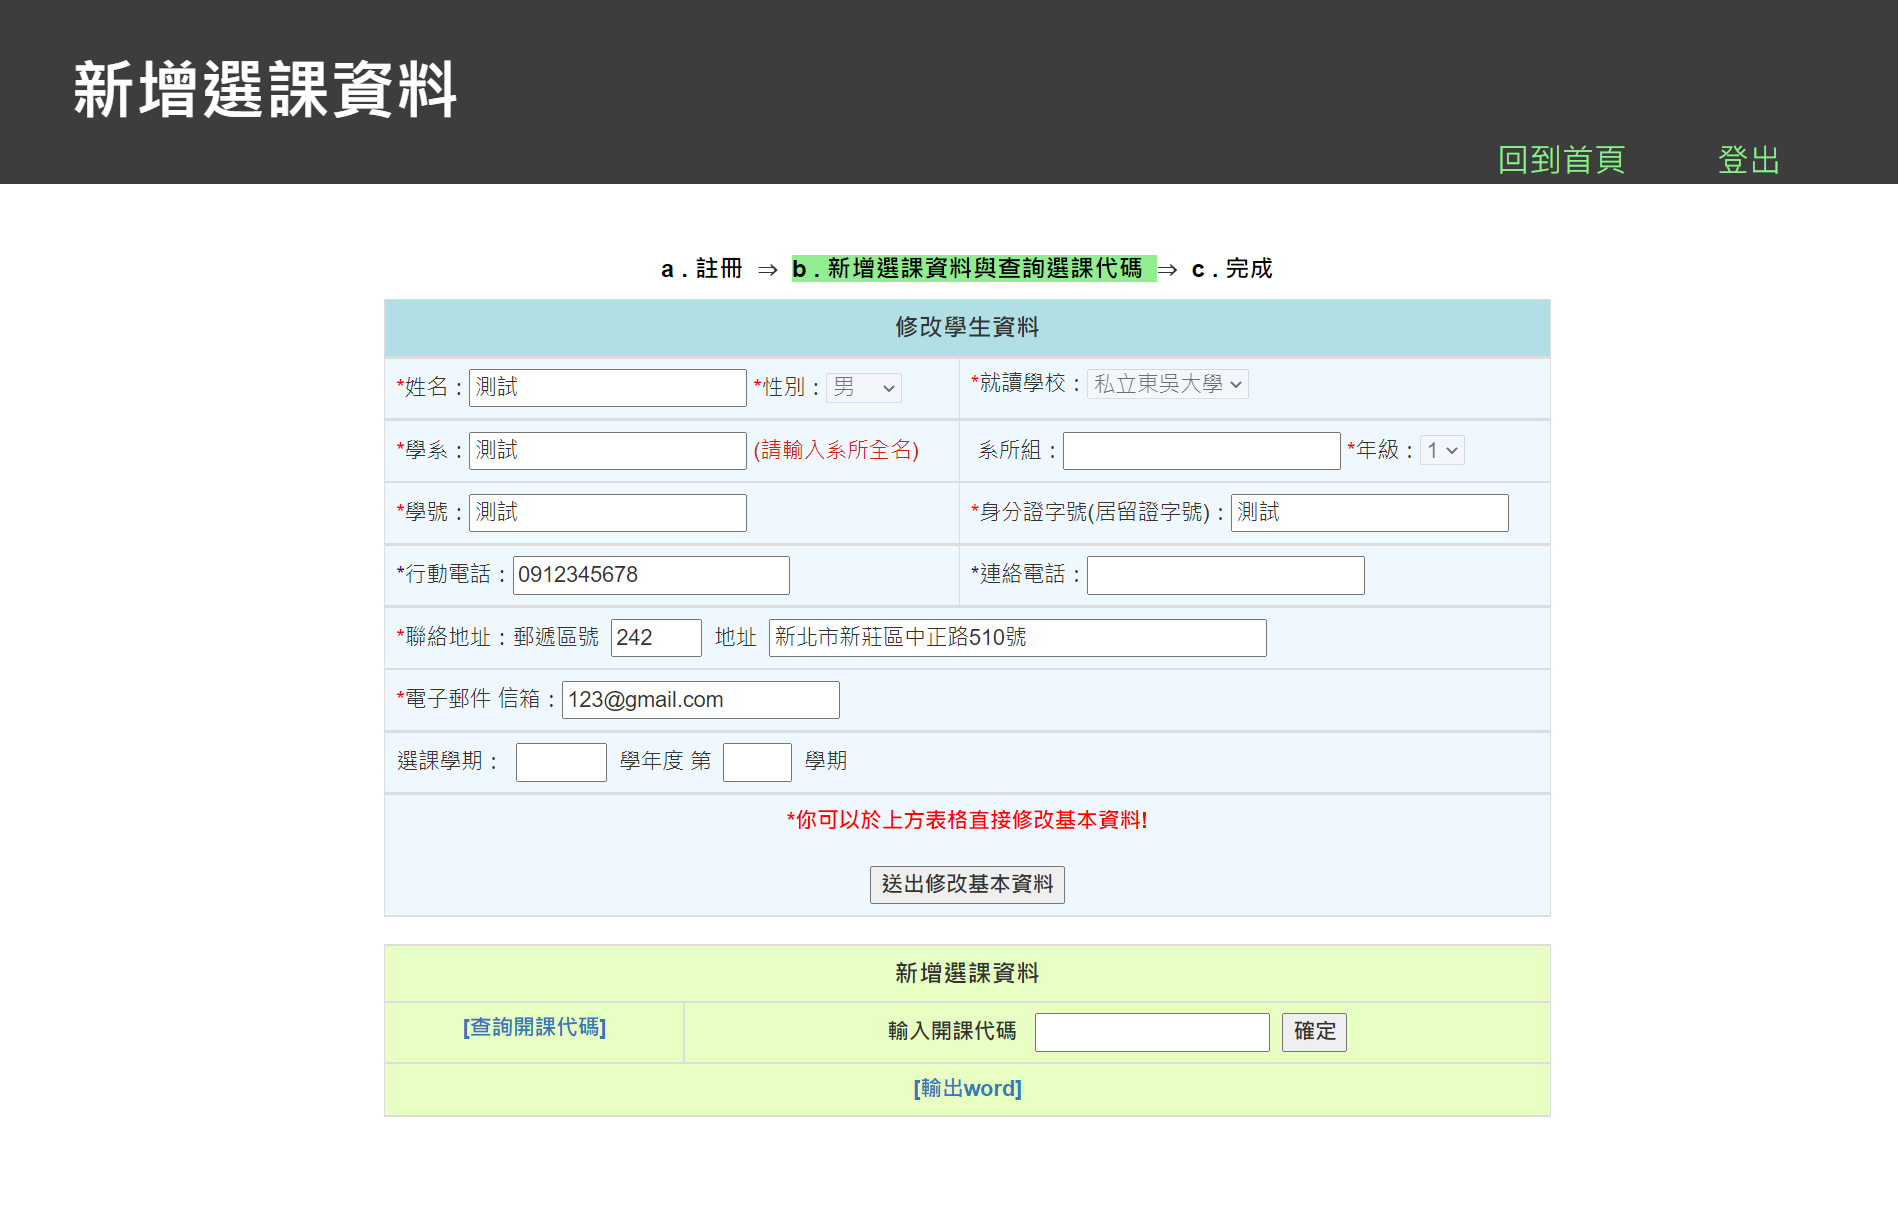 新增選課資料
回到首頁 登出
a . 註冊 ⇒ b . 新增選課資料與查詢選課代碼 ⇒ c . 完成
修改學生資料
*姓名 : 測試 *性別 : 男 *就讀學校 : 私立東吳大學
*學系 : 測試 (請輸入系所全名) 系所組 : *年級 : 1
*學號 : 測試 *身分證字號(居留證字號) : 測試
*行動電話 : 0912345678 *連絡電話 :
*聯絡地址 : 郵遞區號 242 地址 新北市新莊區中正路510號
*電子郵件 信箱 : 123@gmail.com
選課學期 : 學年度 第 學期
*你可以於上方表格直接修改基本資料!
送出修改基本資料
新增選課資料
[查詢開課代碼] 輸入開課代碼 確定
[輸出word]